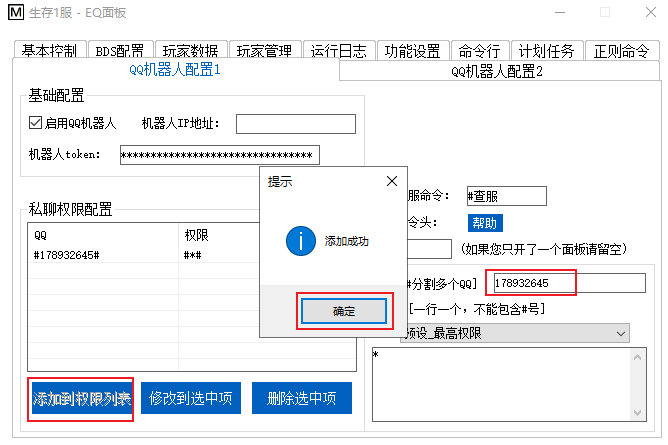 生存1服 - EQ面板
基本控制 BDS配置 玩家数据 玩家管理 运行日志 功能设置 命令行 计划任务 正则命令
QQ机器人配置1 QQ机器人配置2
基础配置
启用QQ机器人 机器人IP地址:
机器人token: ********************************
提示
添加成功
确定
服命令: #查服
令头: 帮助
(如果您只开了一个面板请留空)
私聊权限配置
QQ 权限
#178932645# #*#
#分割多个QQ] 178932645
[一行一个，不能包含#号]
预设_最高权限
*
添加到权限列表 修改到选中项 删除选中项